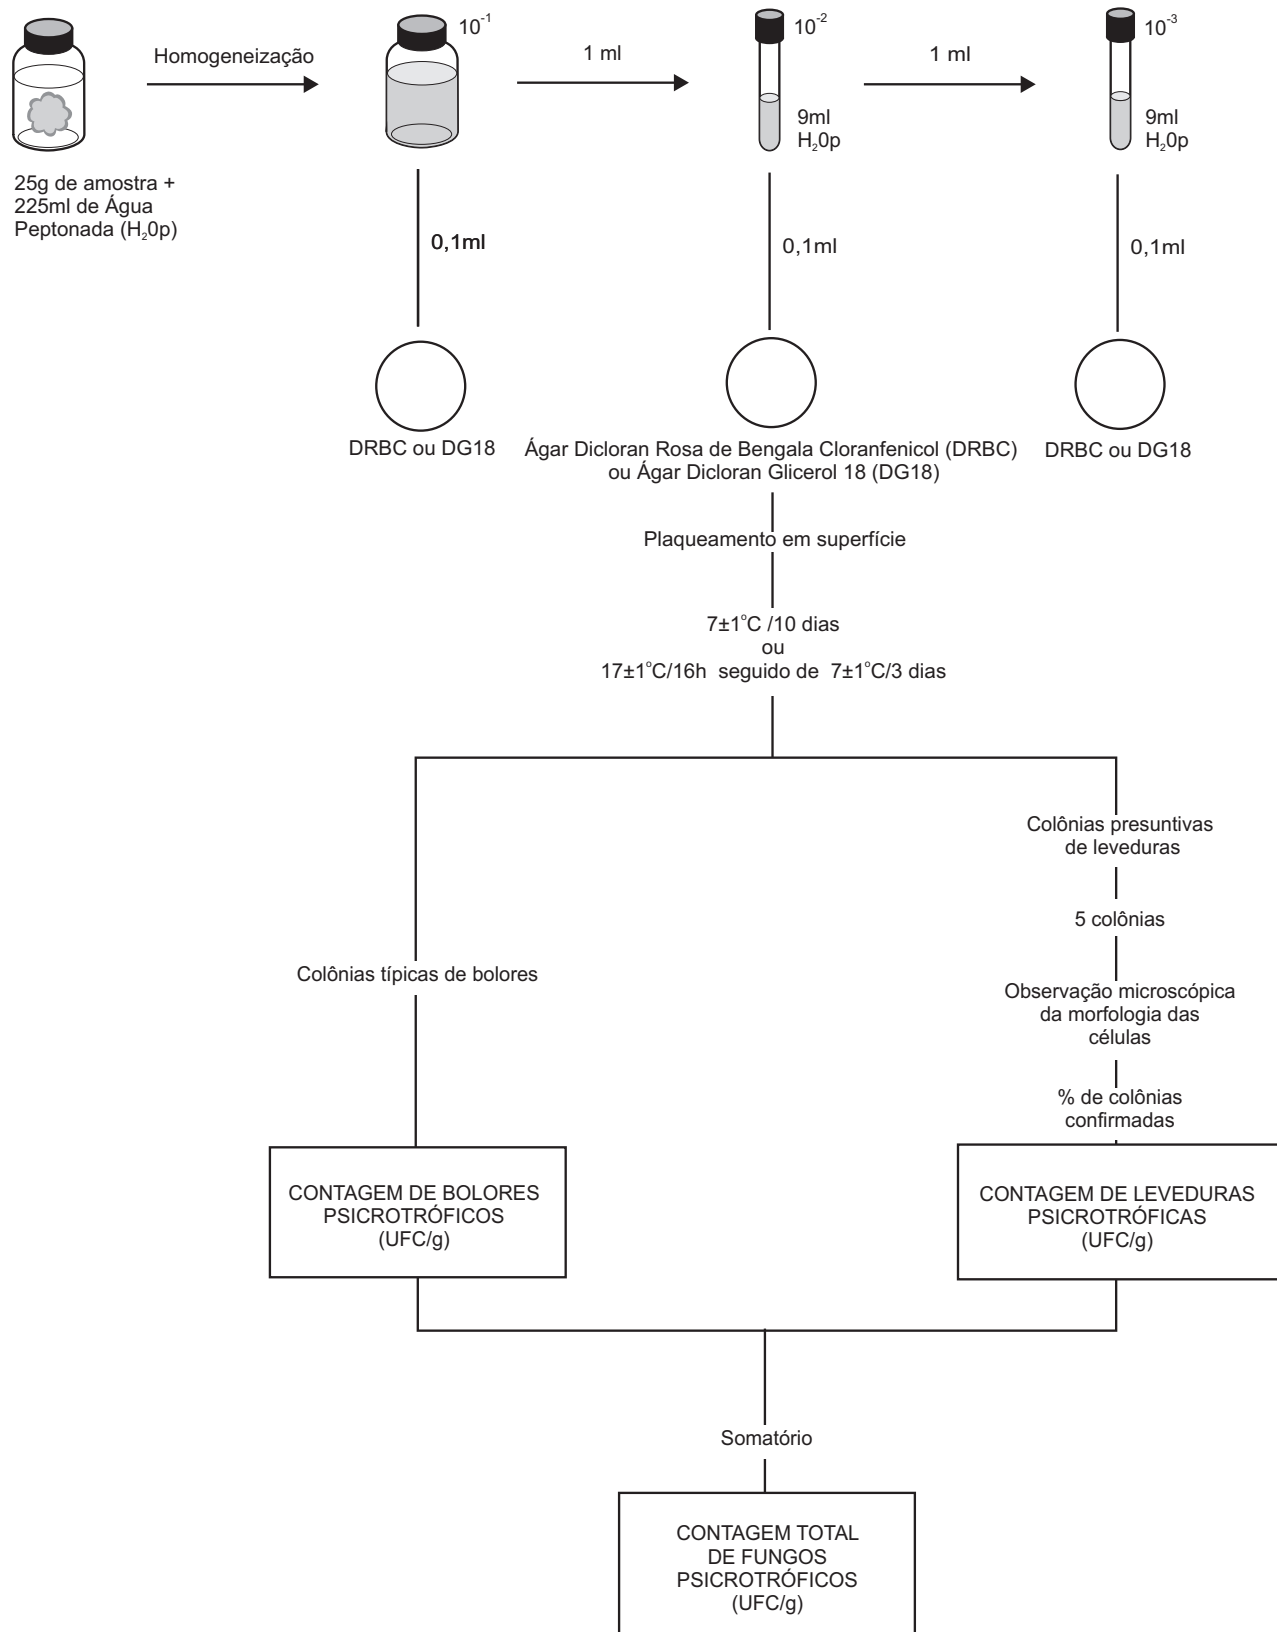 10⁻¹
10⁻²
10⁻³
Homogeneização
1 ml
1 ml
9ml
H₂0p
9ml
H₂0p
25g de amostra +
225ml de Água
Peptonada (H₂0p)
0,1ml
0,1ml
0,1ml
DRBC ou DG18
Ágar Dicloran Rosa de Bengala Cloranfenicol (DRBC)
ou Ágar Dicloran Glicerol 18 (DG18)
DRBC ou DG18
Plaqueamento em superfície
7±1°C /10 dias
ou
17±1°C/16h seguido de 7±1°C/3 dias
Colônias presuntivas
de leveduras
5 colônias
Colônias típicas de bolores
Observação microscópica
da morfologia das
células
% de colônias
confirmadas
CONTAGEM DE BOLORES
PSICROTRÓFICOS
(UFC/g)
CONTAGEM DE LEVEDURAS
PSICROTRÓFICAS
(UFC/g)
Somatório
CONTAGEM TOTAL
DE FUNGOS
PSICROTRÓFICOS
(UFC/g)